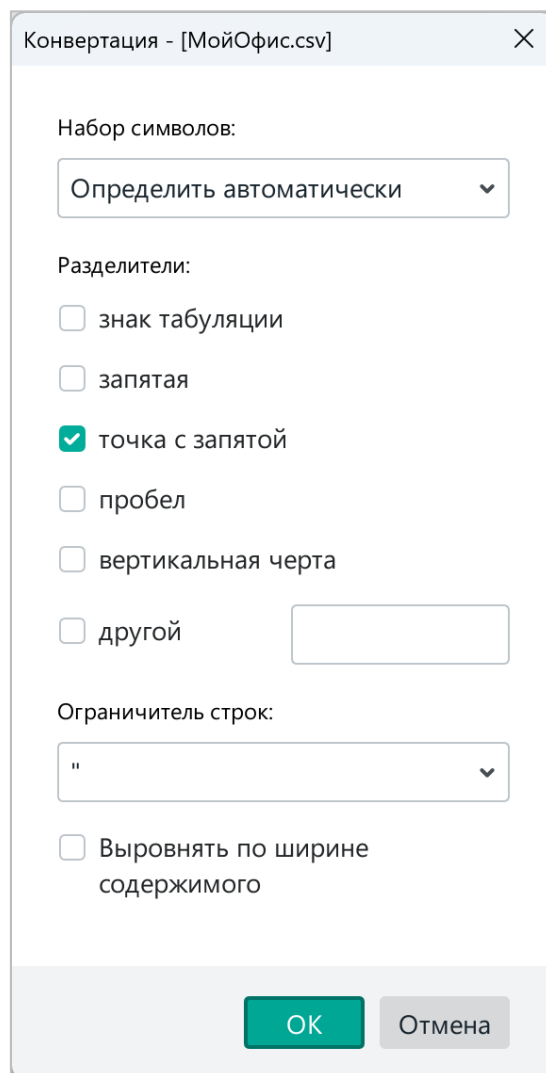 Конвертация - [МойОфис.csv]
Набор символов:
Определить автоматически
Разделители:
знак табуляции
запятая
точка с запятой
пробел
вертикальная черта
другой
Ограничитель строк:
"
Выровнять по ширине
содержимого
ОК
Отмена